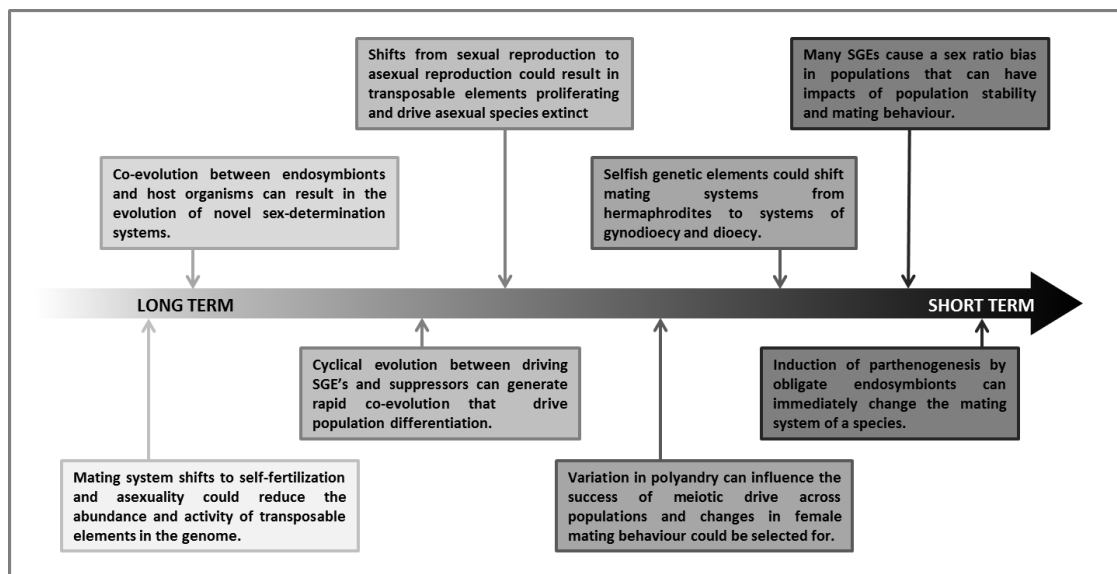 Shifts from sexual reproduction to
asexual reproduction could result in
transposable elements proliferating
and drive asexual species extinct
Many SGEs cause a sex ratio bias
in populations that can have
impacts of population stability
and mating behaviour.
Co-evolution between endosymbionts
and host organisms can result in the
evolution of novel sex-determination
systems.
Selfish genetic elements could shift
mating systems from
hermaphrodites to systems of
gynodioecy and dioecy.
LONG TERM
SHORT TERM
Cyclical evolution between driving
SGE's and suppressors can generate
rapid co-evolution that drive
population differentiation.
Induction of parthenogenesis by
obligate endosymbionts can
immediately change the mating
system of a species.
Mating system shifts to self-fertilization
and asexuality could reduce the
abundance and activity of transposable
elements in the genome.
Variation in polyandry can influence the
success of meiotic drive across
populations and changes in female
mating behaviour could be selected for.